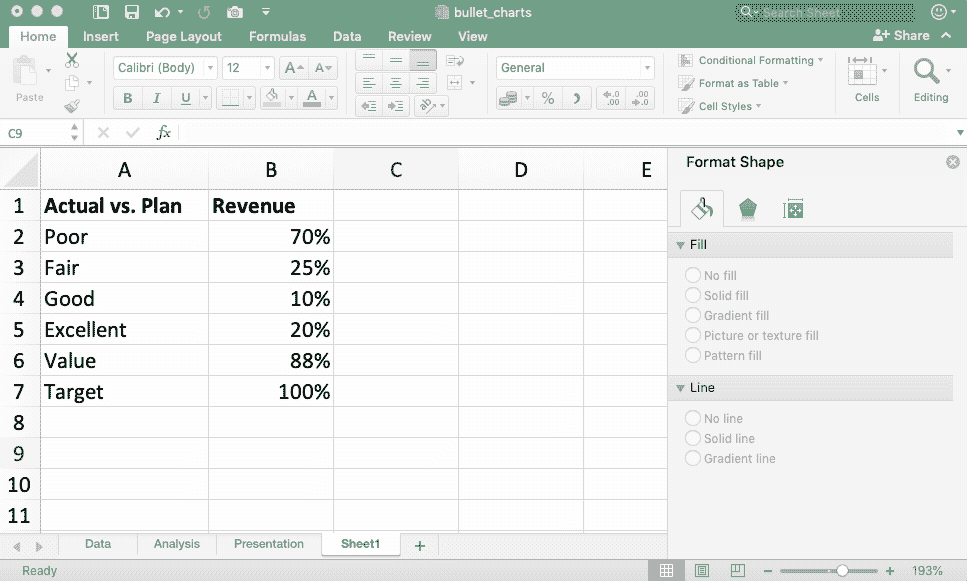 bullet_charts
Search Sheet
Home Insert Page Layout Formulas Data Review View Share
Paste
Calibri (Body) 12
General
Conditional Formatting
Format as Table
Cell Styles
Cells
Editing
B I U A
C9 fx
Format Shape
A B C D E
1 Actual vs. Plan Revenue
2 Poor 70%
3 Fair 25%
4 Good 10%
5 Excellent 20%
6 Value 88%
7 Target 100%
8
9
10
11
Fill
No fill
Solid fill
Gradient fill
Picture or texture fill
Pattern fill
Line
No line
Solid line
Gradient line
Data Analysis Presentation Sheet1 +
Ready 193%